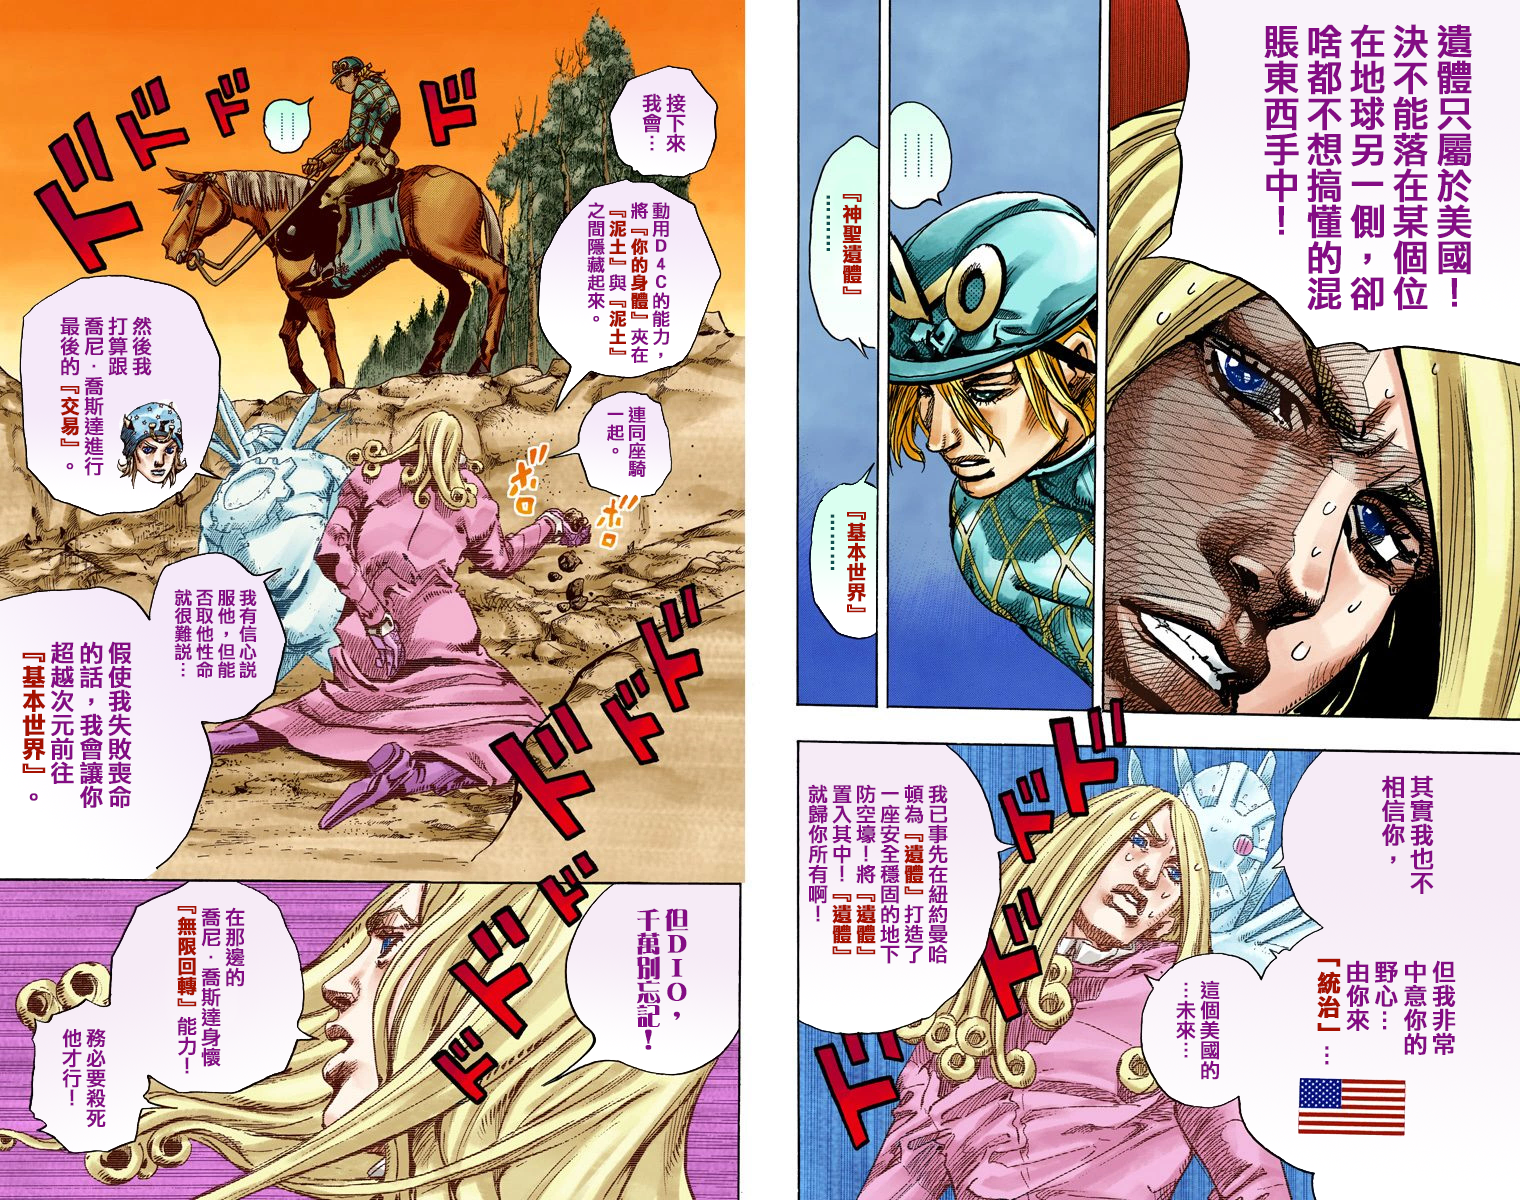 遺體只屬於美國！
決不能落在某個位
在地球另一側，卻
啥都不想搞懂的混
賬東西手中！
………
『神聖遺體』
………
『基本世界』
………
其實我也不
相信你，
但我非常
中意你的
野心…
由你來
「統治」…
這個美國的
…未來…
我已事先在紐約曼哈
頓為『遺體』打造了
一座安全穩固的地下
防空壕！將『遺體』
置入其中！『遺體』
就歸你所有啊！
ドドドド
接下來
我會…
……
ドドドド
動用D4C的能力，
將『你的身體』夾在
『泥土』與『泥土』
之間隱藏起來。
連同座騎
一起。
ボロ
ボロ
然後我
打算跟
喬尼．喬斯達進行
最後的『交易』。
我有信心說
服他，但能
否取他性命
就很難説…
假使我失敗喪命
的話，我會讓你
超越次元前往
『基本世界』。
ドドドドドド
但DIO，
千萬別忘記！
在那邊的
喬尼．喬斯達身懷
『無限回轉』能力！
務必要殺死
他才行！